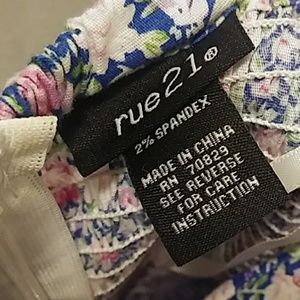 rue21®
2% SPANDEX
MADE IN CHINA
RN 70829
SEE REVERSE
FOR CARE
INSTRUCTION